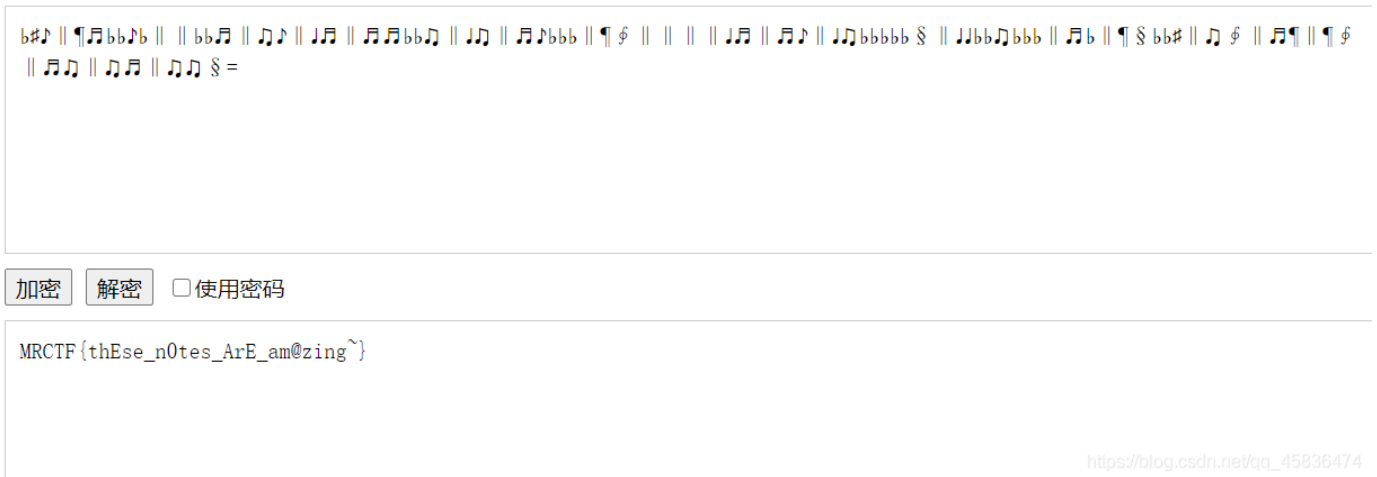 ♭♯♪‖¶♬♭♭♪♭‖‖♭♭♬‖♫♪‖♩♬‖♬♬♭♭♫‖♩♫‖♬♪♭♭♭‖¶∮‖‖‖‖♩♬‖♬♪‖♩♫♭♭♭♭♭§‖♩♩♭♭♫♭♭♭‖♬♭‖¶§♭♭♯‖♫∮‖♬¶‖¶∮
‖♬♫‖♫♬‖♫♫§=
加密 解密 使用密码
MRCTF{thEse_n0tes_ArE_am@zing~}
https://blog.csdn.net/qq_45836474